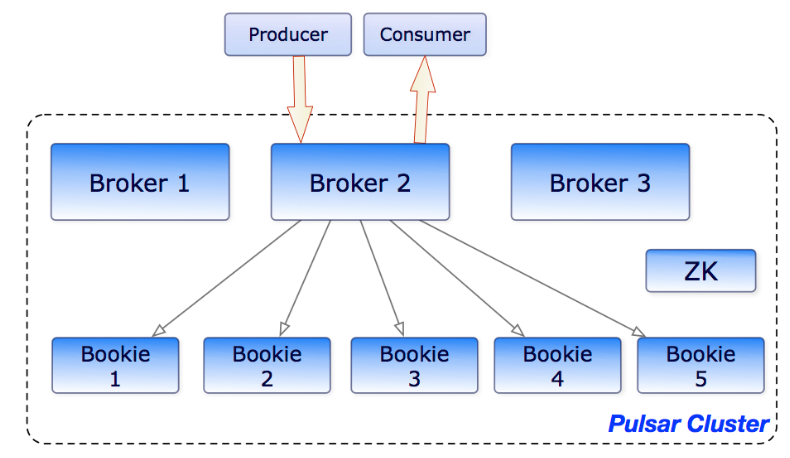 Producer
Consumer
Broker 1
Broker 2
Broker 3
ZK
Bookie
1
Bookie
2
Bookie
3
Bookie
4
Bookie
5
Pulsar Cluster